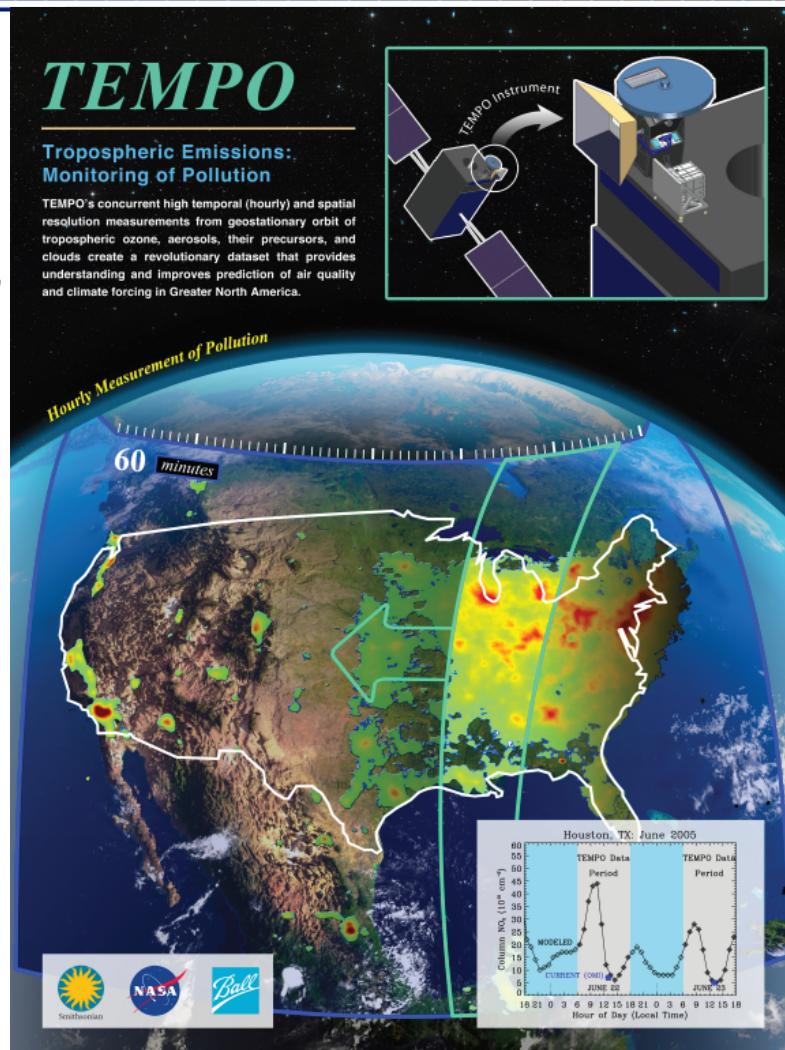 TEMPO
Tropospheric Emissions:
Monitoring of Pollution
TEMPO's concurrent high temporal (hourly) and spatial
resolution measurements from geostationary orbit of
tropospheric ozone, aerosols, their precursors, and
clouds create a revolutionary dataset that provides
understanding and improves prediction of air quality
and climate forcing in Greater North America.
TEMPO Instrument
Hourly Measurement of Pollution
60 minutes
Houston, TX: June 2005
TEMPO Data Period
TEMPO Data Period
MODELED
CURRENT (OMI)
JUNE 22
JUNE 23
60
55
50
45
40
35
30
25
20
15
10
5
0
18 21 0 3 6 9 12 15 18 21 0 3 6 9 12 15 18
Hour of Day (Local Time)
Smithsonian
NASA
Ball